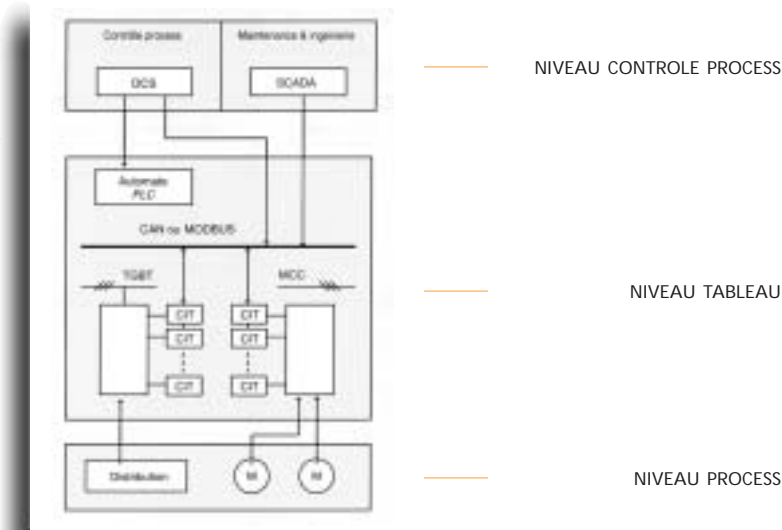 Contrôle process
Maintenance & ingénierie
DCS
SCADA
NIVEAU CONTROLE PROCESS
Automate
PLC
CAN ou MODBUS
TGBT
MCC
NIVEAU TABLEAU
CIT
CIT
CIT
CIT
CIT
CIT
Distribution
M
M
NIVEAU PROCESS